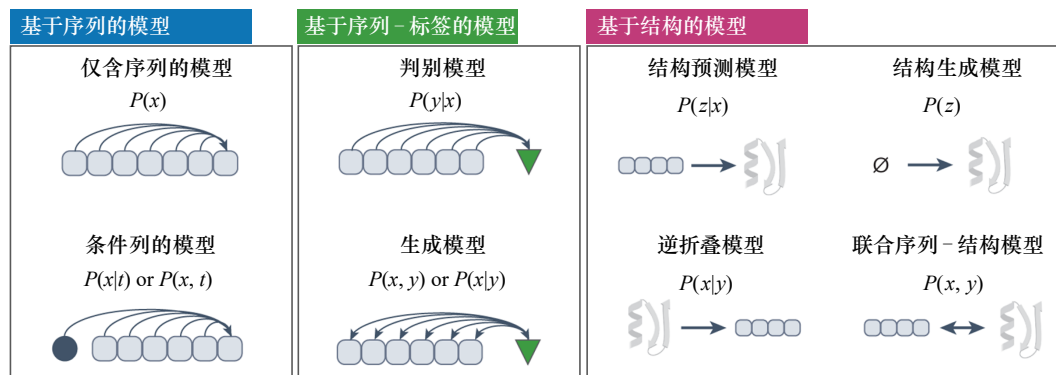 基于序列的模型
仅含序列的模型
P(x)
条件列的模型
P(x|t) or P(x, t)
基于序列-标签的模型
判别模型
P(y|x)
生成模型
P(x, y) or P(x|y)
基于结构的模型
结构预测模型
P(z|x)
结构生成模型
P(z)
Ø
逆折叠模型
P(x|y)
联合序列-结构模型
P(x, y)